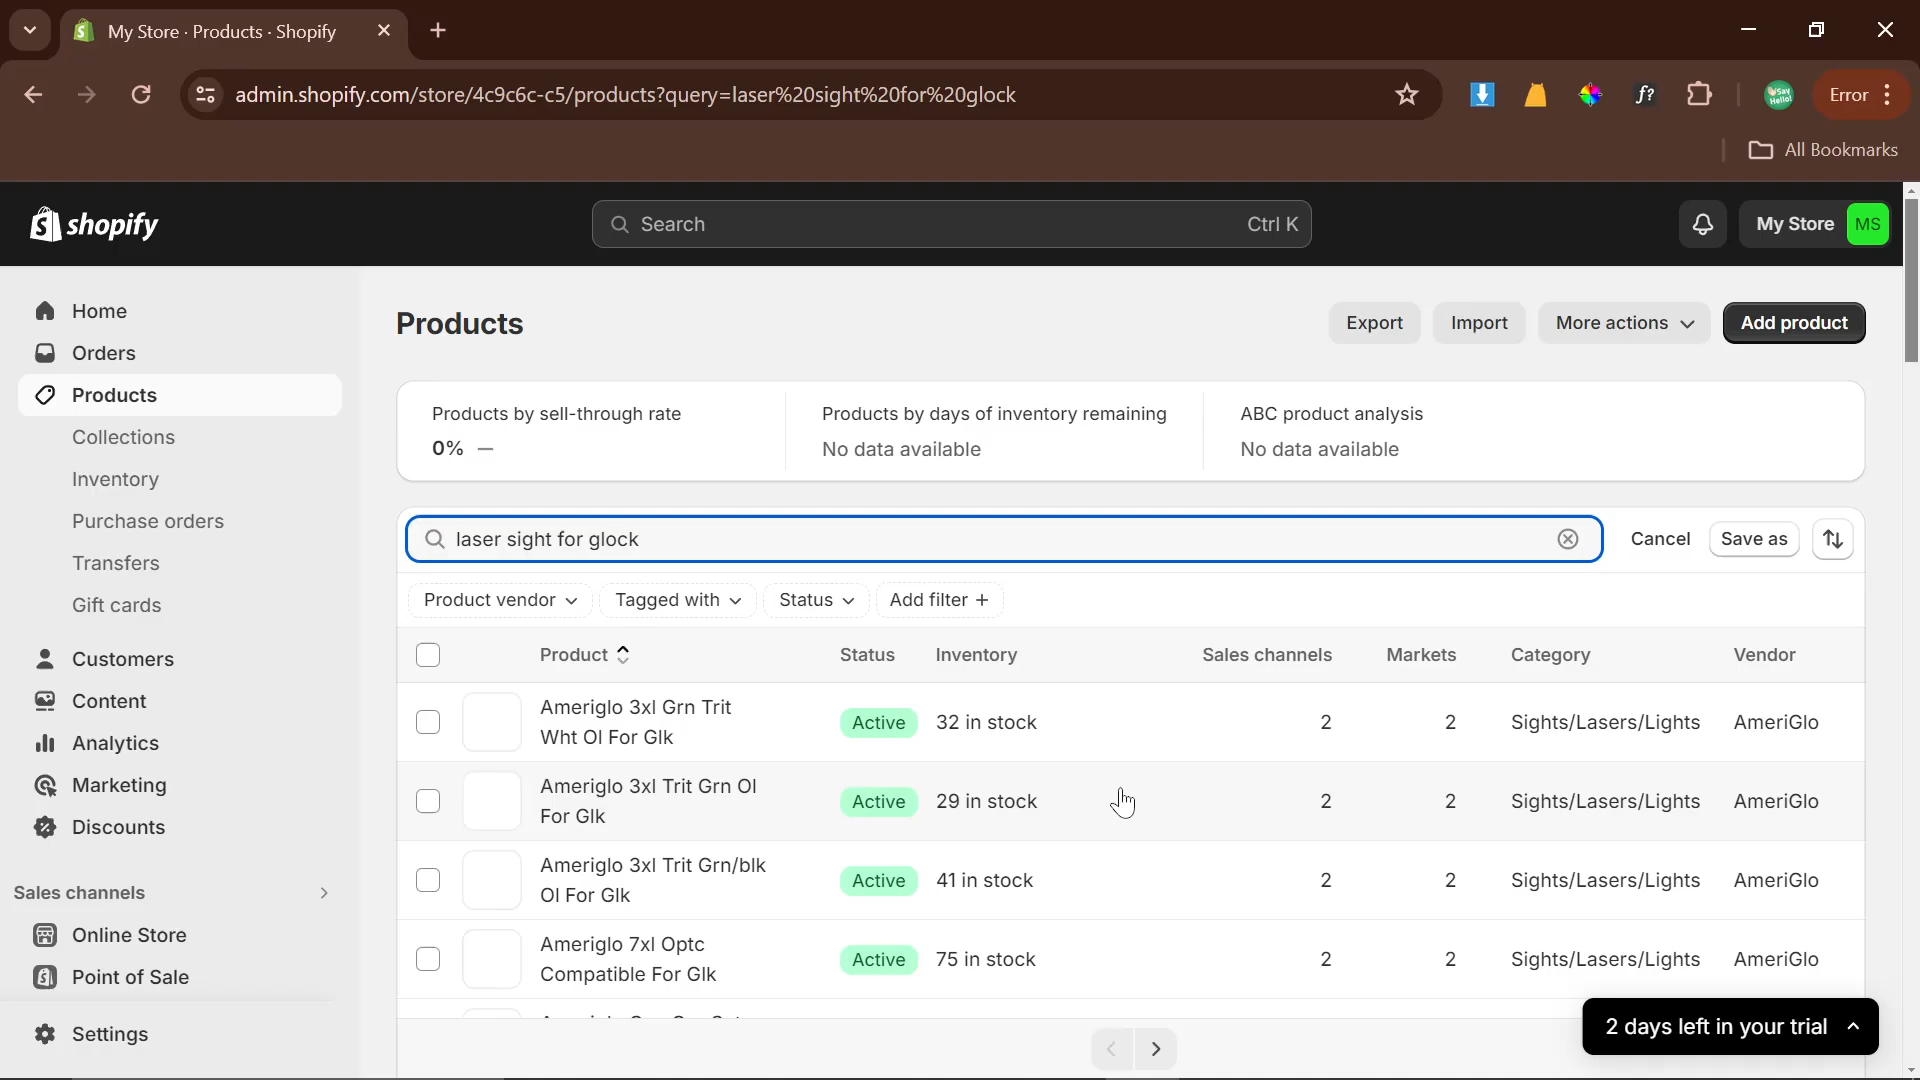 My Store · Products · Shopify
admin.shopify.com/store/4c9c6c-c5/products?query=laser%20sight%20for%20glock
f?
Say Hello!
Error
All Bookmarks
shopify
Search
Ctrl K
My Store
MS
Home
Orders
Products
Collections
Inventory
Purchase orders
Transfers
Gift cards
Customers
Content
Analytics
Marketing
Discounts
Sales channels
Online Store
Point of Sale
Settings
Products
Export
Import
More actions
Add product
Products by sell-through rate
0% —
Products by days of inventory remaining
No data available
ABC product analysis
No data available
laser sight for glock
Cancel
Save as
Product vendor
Tagged with
Status
Add filter +
Product
Status
Inventory
Sales channels
Markets
Category
Vendor
Ameriglo 3xl Grn Trit
Wht Ol For Glk
Active
32 in stock
2
2
Sights/Lasers/Lights
AmeriGlo
Ameriglo 3xl Trit Grn Ol
For Glk
Active
29 in stock
2
2
Sights/Lasers/Lights
AmeriGlo
Ameriglo 3xl Trit Grn/blk
Ol For Glk
Active
41 in stock
2
2
Sights/Lasers/Lights
AmeriGlo
Ameriglo 7xl Optc
Compatible For Glk
Active
75 in stock
2
2
Sights/Lasers/Lights
AmeriGlo
2 days left in your trial